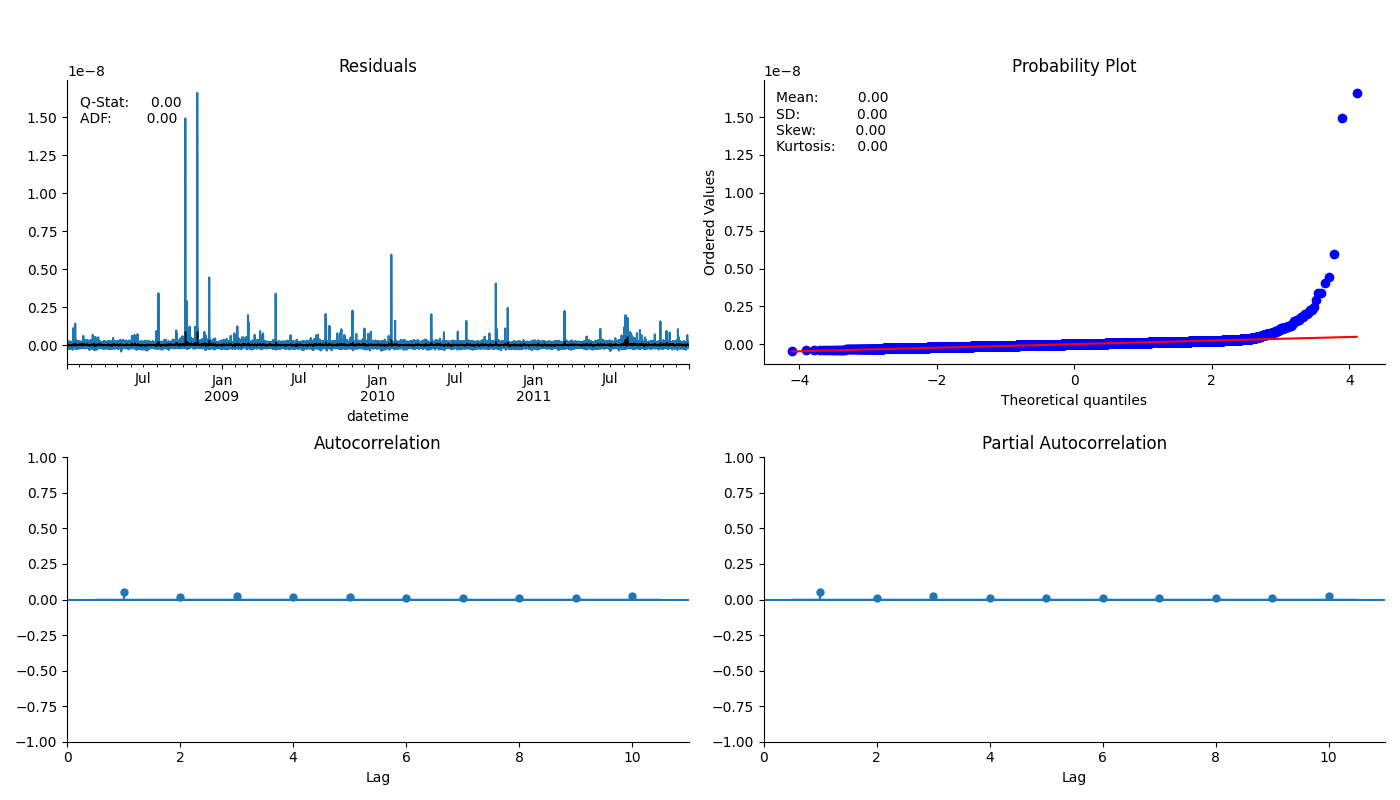 Residuals
1e−8
Q-Stat: 0.00
ADF: 0.00
1.50
1.25
1.00
0.75
0.50
0.25
0.00
Jul Jan Jul Jan Jul Jan Jul
2009 2010 2011
datetime
Probability Plot
1e−8
Mean: 0.00
SD: 0.00
Skew: 0.00
Kurtosis: 0.00
Ordered Values
1.50
1.25
1.00
0.75
0.50
0.25
0.00
−4 −2 0 2 4
Theoretical quantiles
Autocorrelation
1.00
0.75
0.50
0.25
0.00
−0.25
−0.50
−0.75
−1.00
0 2 4 6 8 10
Lag
Partial Autocorrelation
1.00
0.75
0.50
0.25
0.00
−0.25
−0.50
−0.75
−1.00
0 2 4 6 8 10
Lag